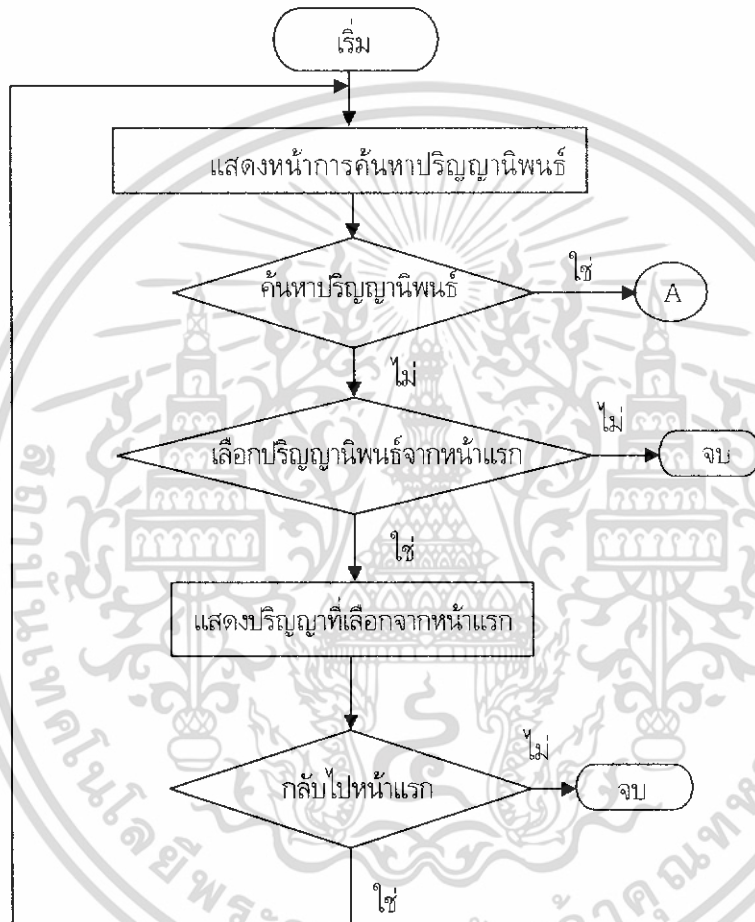 เริ่ม
แสดงหน้าการค้นหาปริญญานิพนธ์
ค้นหาปริญญานิพนธ์
ใช่
A
ไม่
เลือกปริญญานิพนธ์จากหน้าแรก
ไม่
จบ
ใช่
แสดงปริญญาที่เลือกจากหน้าแรก
กลับไปหน้าแรก
ไม่
จบ
ใช่